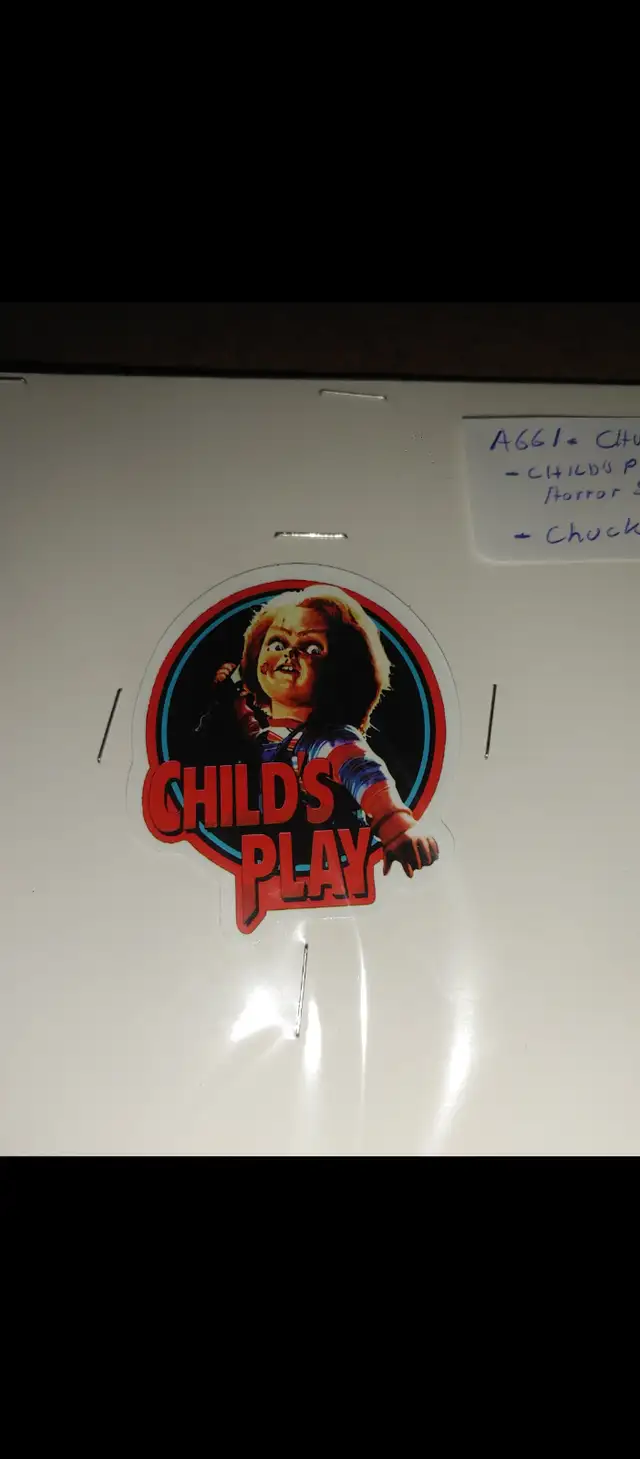 A661. CHU
- CHILD'S P
Horror
- Chuck
CHILD'S
PLAY